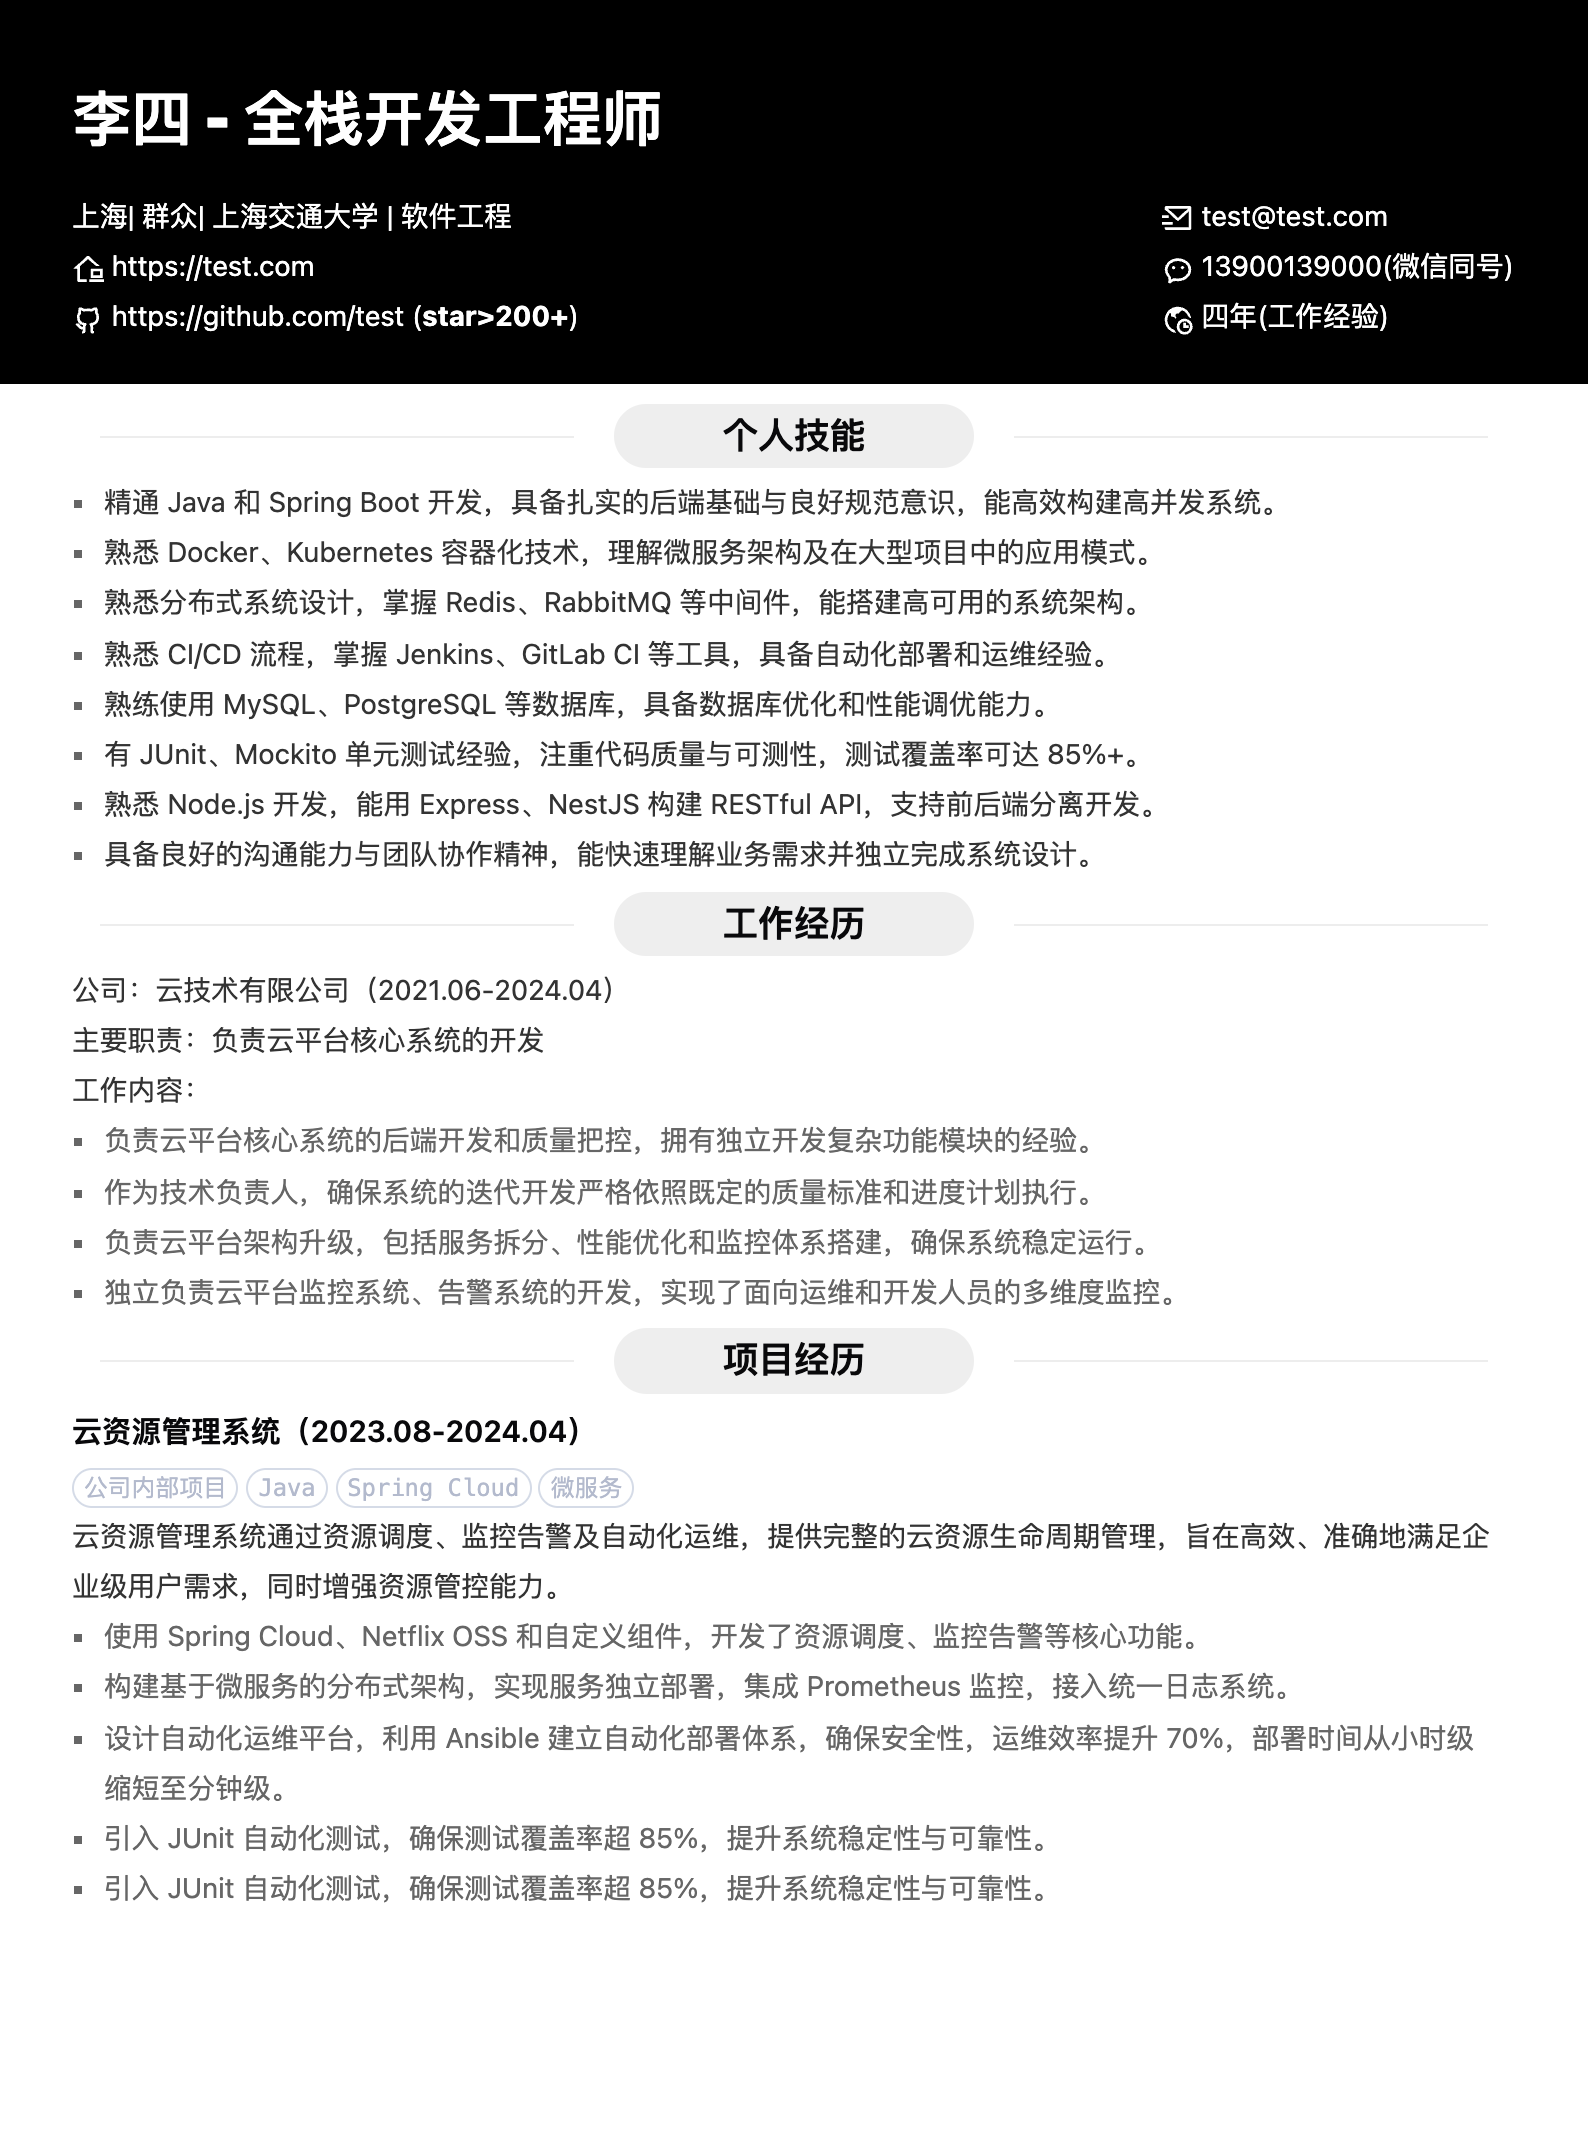 李四 - 全栈开发工程师
上海| 群众| 上海交通大学 | 软件工程
https://test.com
https://github.com/test (star>200+)
test@test.com
13900139000(微信同号)
四年(工作经验)
个人技能
精通 Java 和 Spring Boot 开发，具备扎实的后端基础与良好规范意识，能高效构建高并发系统。
熟悉 Docker、Kubernetes 容器化技术，理解微服务架构及在大型项目中的应用模式。
熟悉分布式系统设计，掌握 Redis、RabbitMQ 等中间件，能搭建高可用的系统架构。
熟悉 CI/CD 流程，掌握 Jenkins、GitLab CI 等工具，具备自动化部署和运维经验。
熟练使用 MySQL、PostgreSQL 等数据库，具备数据库优化和性能调优能力。
有 JUnit、Mockito 单元测试经验，注重代码质量与可测性，测试覆盖率可达 85%+。
熟悉 Node.js 开发，能用 Express、NestJS 构建 RESTful API，支持前后端分离开发。
具备良好的沟通能力与团队协作精神，能快速理解业务需求并独立完成系统设计。
工作经历
公司：云技术有限公司（2021.06-2024.04）
主要职责：负责云平台核心系统的开发
工作内容：
负责云平台核心系统的后端开发和质量把控，拥有独立开发复杂功能模块的经验。
作为技术负责人，确保系统的迭代开发严格依照既定的质量标准和进度计划执行。
负责云平台架构升级，包括服务拆分、性能优化和监控体系搭建，确保系统稳定运行。
独立负责云平台监控系统、告警系统的开发，实现了面向运维和开发人员的多维度监控。
项目经历
云资源管理系统（2023.08-2024.04）
公司内部项目 Java Spring Cloud 微服务
云资源管理系统通过资源调度、监控告警及自动化运维，提供完整的云资源生命周期管理，旨在高效、准确地满足企
业级用户需求，同时增强资源管控能力。
使用 Spring Cloud、Netflix OSS 和自定义组件，开发了资源调度、监控告警等核心功能。
构建基于微服务的分布式架构，实现服务独立部署，集成 Prometheus 监控，接入统一日志系统。
设计自动化运维平台，利用 Ansible 建立自动化部署体系，确保安全性，运维效率提升 70%，部署时间从小时级
缩短至分钟级。
引入 JUnit 自动化测试，确保测试覆盖率超 85%，提升系统稳定性与可靠性。
引入 JUnit 自动化测试，确保测试覆盖率超 85%，提升系统稳定性与可靠性。